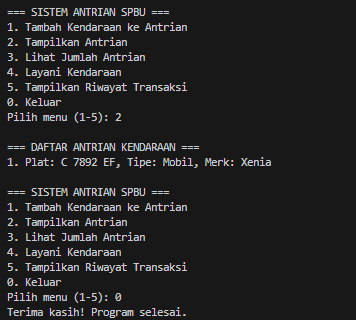 === SISTEM ANTRIAN SPBU ===
1. Tambah Kendaraan ke Antrian
2. Tampilkan Antrian
3. Lihat Jumlah Antrian
4. Layani Kendaraan
5. Tampilkan Riwayat Transaksi
0. Keluar
Pilih menu (1-5): 2

=== DAFTAR ANTRIAN KENDARAAN ===
1. Plat: C 7892 EF, Tipe: Mobil, Merk: Xenia

=== SISTEM ANTRIAN SPBU ===
1. Tambah Kendaraan ke Antrian
2. Tampilkan Antrian
3. Lihat Jumlah Antrian
4. Layani Kendaraan
5. Tampilkan Riwayat Transaksi
0. Keluar
Pilih menu (1-5): 0
Terima kasih! Program selesai.